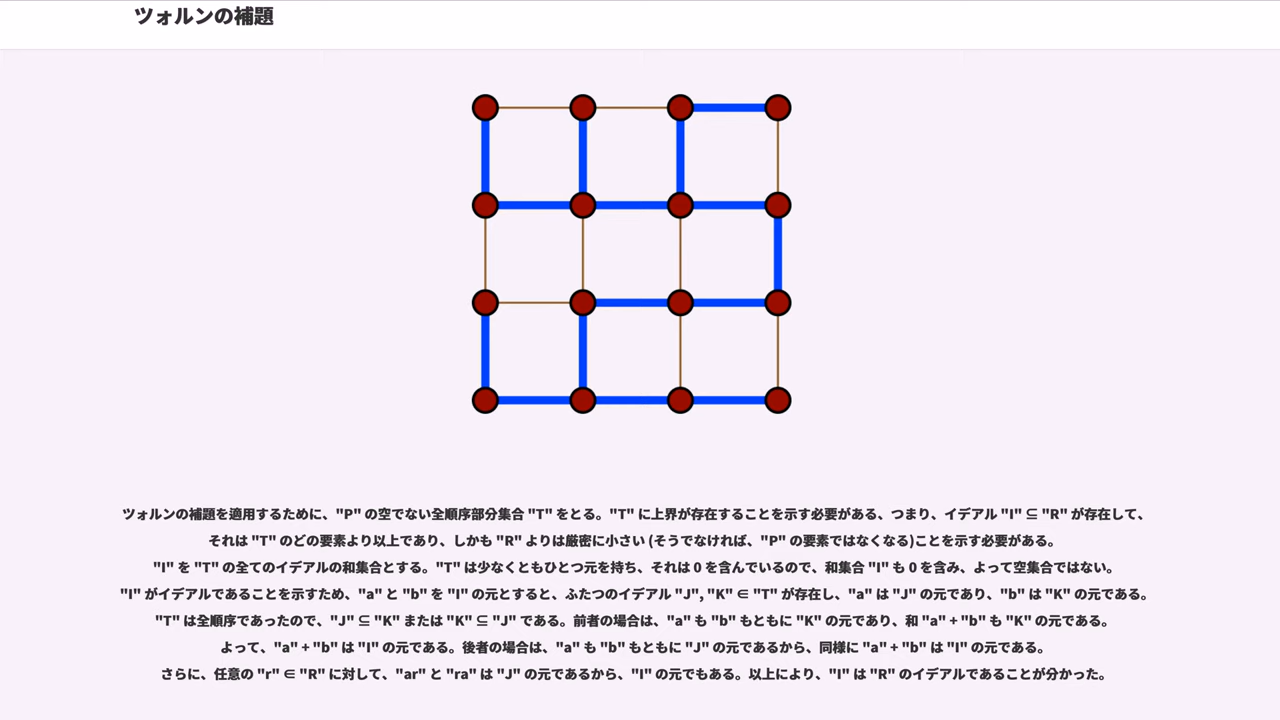 ツォルンの補題
ツォルンの補題を適用するために、"P" の空でない全順序部分集合 "T" をとる。"T" に上界が存在することを示す必要がある、つまり、イデアル "I" ⊆ "R" が存在して、
それは "T" のどの要素より以上であり、しかも "R" よりは厳密に小さい (そうでなければ、"P" の要素ではなくなる)ことを示す必要がある。
"I" を "T" の全てのイデアルの和集合とする。"T" は少なくともひとつ元を持ち、それは 0 を含んでいるので、和集合 "I" も 0 を含み、よって空集合ではない。
"I" がイデアルであることを示すため、"a" と "b" を "I" の元とすると、ふたつのイデアル "J", "K" ∈ "T" が存在し、"a" は "J" の元であり、"b" は "K" の元である。
"T" は全順序であったので、"J" ⊆ "K" または "K" ⊆ "J" である。前者の場合は、"a" も "b" もともに "K" の元であり、和 "a" + "b" も "K" の元である。
よって、"a" + "b" は "I" の元である。後者の場合は、"a" も "b" もともに "J" の元であるから、同様に "a" + "b" は "I" の元である。
さらに、任意の "r" ∈ "R" に対して、"ar" と "ra" は "J" の元であるから、"I" の元でもある。以上により、"I" は "R" のイデアルであることが分かった。